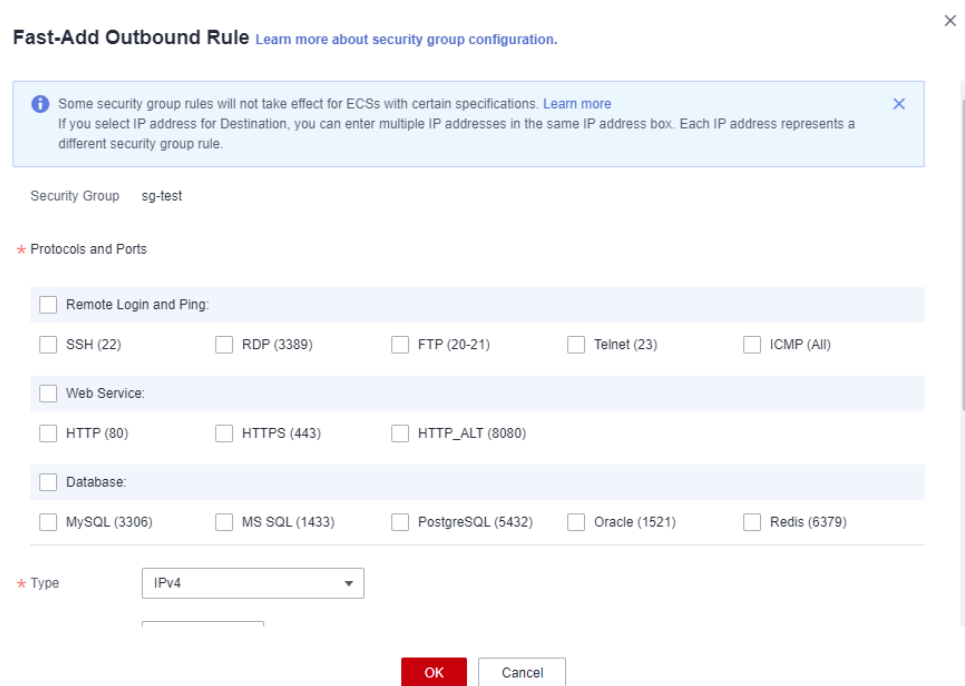 Fast-Add Outbound Rule Learn more about security group configuration.
Some security group rules will not take effect for ECSs with certain specifications. Learn more
If you select IP address for Destination, you can enter multiple IP addresses in the same IP address box. Each IP address represents a
different security group rule.
Security Group sg-test
* Protocols and Ports
Remote Login and Ping:
SSH (22) RDP (3389) FTP (20-21) Telnet (23) ICMP (All)
Web Service:
HTTP (80) HTTPS (443) HTTP_ALT (8080)
Database:
MySQL (3306) MS SQL (1433) PostgreSQL (5432) Oracle (1521) Redis (6379)
* Type IPv4
OK Cancel